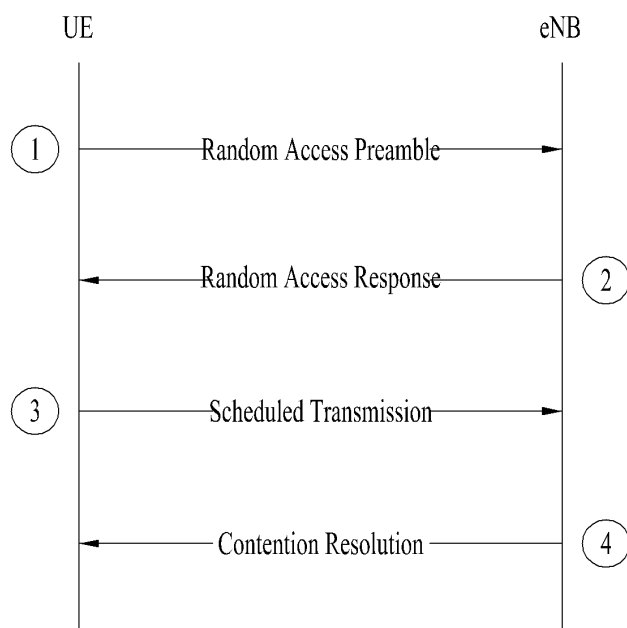 UE eNB
1 Random Access Preamble
Random Access Response 2
3 Scheduled Transmission
Contention Resolution 4